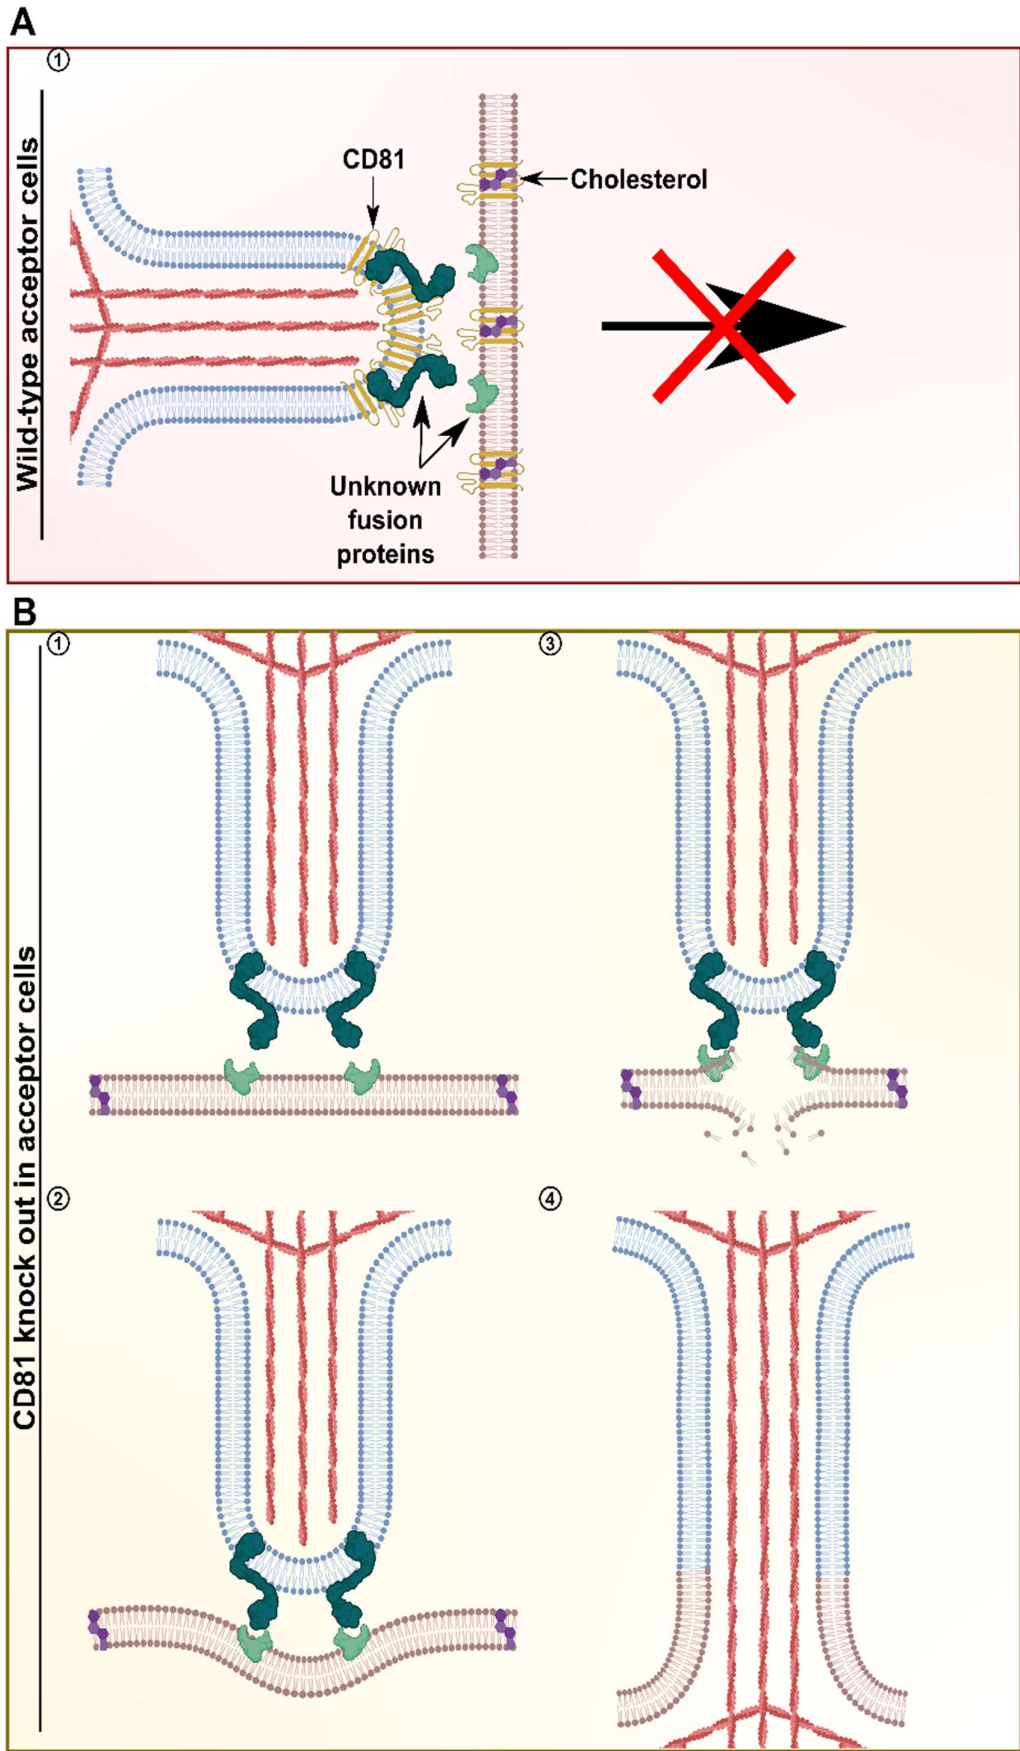 A
①
Wild-type acceptor cells
CD81
Cholesterol
Unknown
fusion
proteins
B
CD81 knock out in acceptor cells
①
③
②
④